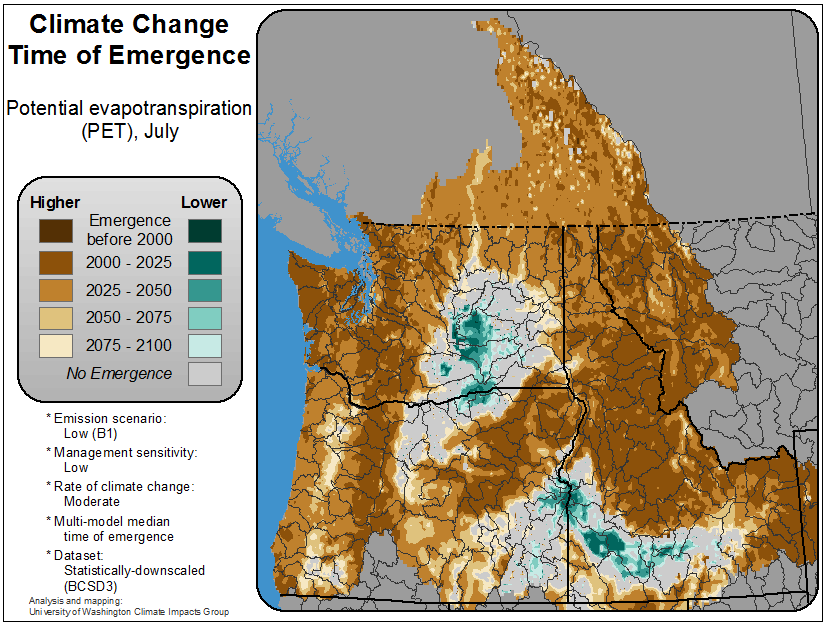 Climate Change
Time of Emergence
Potential evapotranspiration
(PET), July
Higher Lower
Emergence
before 2000
2000 - 2025
2025 - 2050
2050 - 2075
2075 - 2100
No Emergence
* Emission scenario:
Low (B1)
* Management sensitivity:
Low
* Rate of climate change:
Moderate
* Multi-model median
time of emergence
* Dataset:
Statistically-downscaled
(BCSD3)
Analysis and mapping:
University of Washington Climate Impacts Group